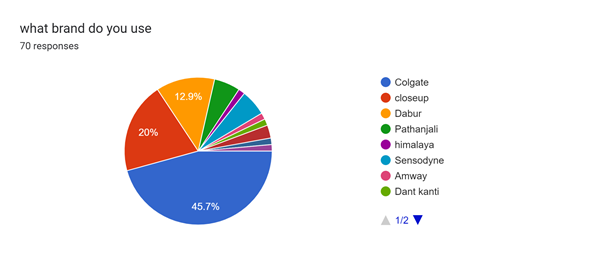 what brand do you use
70 responses
12.9%
20%
45.7%
Colgate
closeup
Dabur
Pathanjali
himalaya
Sensodyne
Amway
Dant kanti
1/2